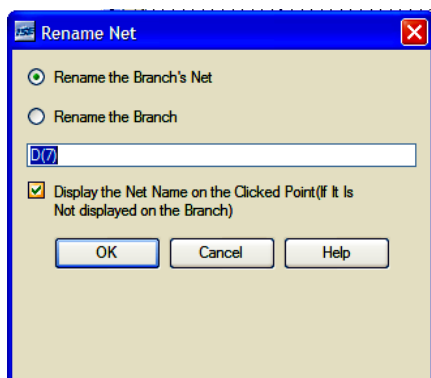 ISE Rename Net
Rename the Branch's Net
Rename the Branch
D(7)
Display the Net Name on the Clicked Point(If It Is
Not displayed on the Branch)
OK Cancel Help